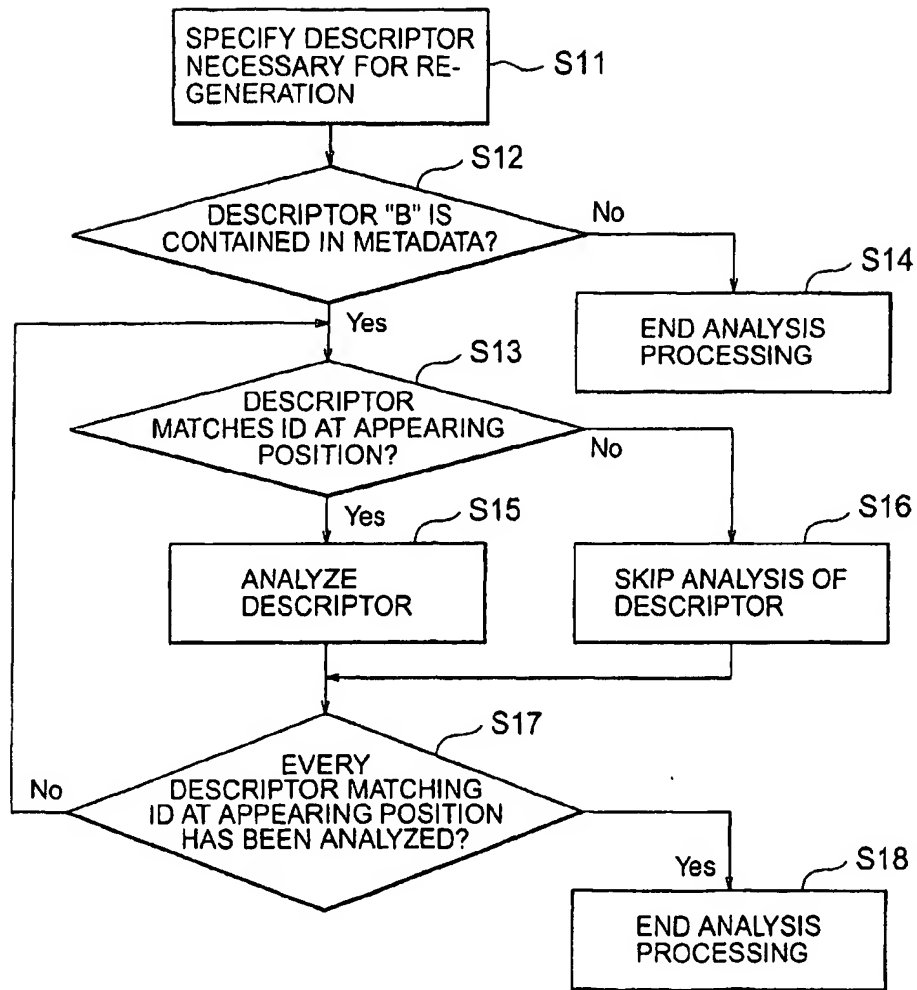 SPECIFY DESCRIPTOR
NECESSARY FOR RE-
GENERATION
S11
S12
DESCRIPTOR "B" IS
CONTAINED IN METADATA?
No
S14
Yes
END ANALYSIS
PROCESSING
S13
DESCRIPTOR
MATCHES ID AT APPEARING
POSITION?
No
Yes
S15
S16
ANALYZE
DESCRIPTOR
SKIP ANALYSIS OF
DESCRIPTOR
S17
EVERY
DESCRIPTOR MATCHING
ID AT APPEARING POSITION
HAS BEEN ANALYZED?
No
Yes
S18
END ANALYSIS
PROCESSING